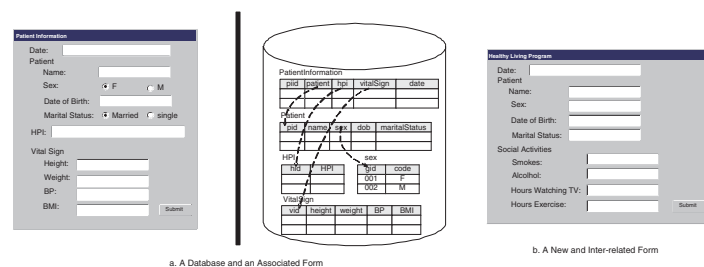 Patient Information
Date:
Patient
Name:
Sex: F M
Date of Birth:
Marital Status: Married single
HPI:
Vital Sign
Height:
Weight:
BP:
BMI:
Submit
PatientInformation
piid patient hpi vitalSign date
Patient
pid name sex dob maritalStatus
HPI sex
hid HPI gid code
001 F
002 M
VitalSign
vid height weight BP BMI
a. A Database and an Associated Form
Healthy Living Program
Date:
Patient
Name:
Sex:
Date of Birth:
Marital Status:
Social Activities
Smokes:
Alcolhol:
Hours Watching TV:
Hours Exercise:
Submit
b. A New and Inter-related Form